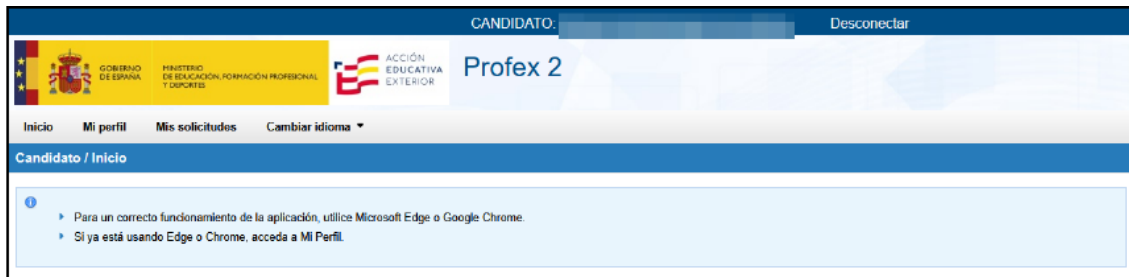 CANDIDATO: Desconectar
GOBIERNO
DE ESPAÑA
MINISTERIO
DE EDUCACIÓN, FORMACIÓN PROFESIONAL
Y DEPORTES
ACCIÓN
EDUCATIVA
EXTERIOR
Profex 2
Inicio Mi perfil Mis solicitudes Cambiar idioma
Candidato / Inicio
Para un correcto funcionamiento de la aplicación, utilice Microsoft Edge o Google Chrome.
Si ya está usando Edge o Chrome, acceda a Mi Perfil.